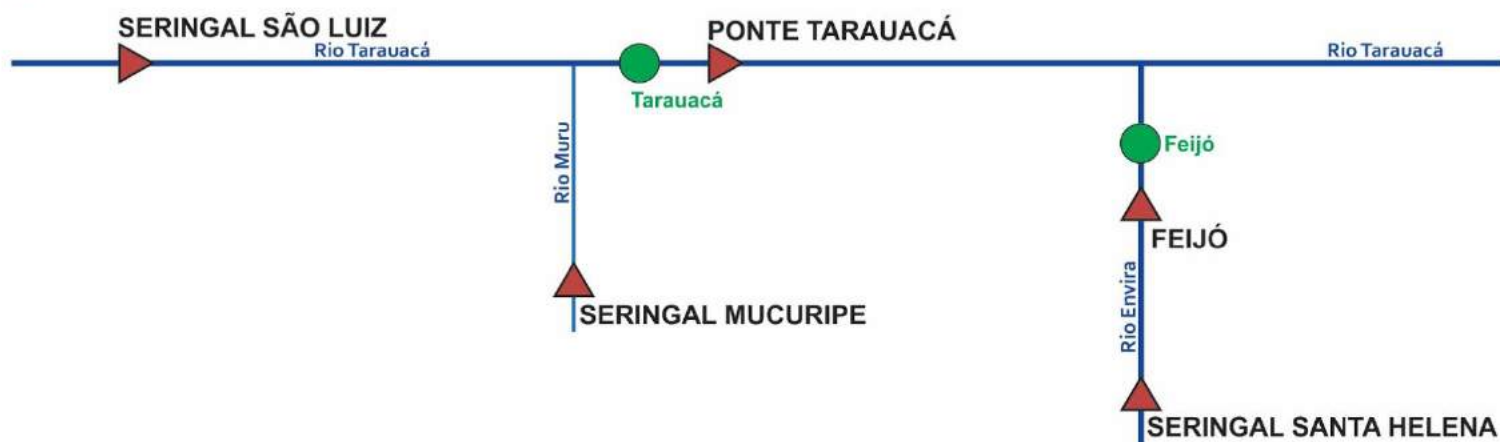 SERINGAL SÃO LUIZ
Rio Tarauacá
PONTE TARAUACÁ
Rio Tarauacá
Tarauacá
Rio Muru
Feijó
FEIJÓ
Rio Envira
SERINGAL MUCURIPE
SERINGAL SANTA HELENA